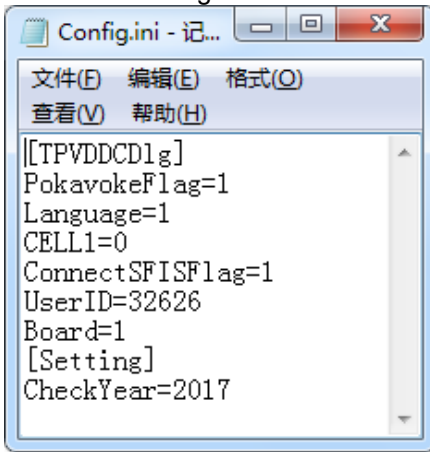 Config.ini - 记...
文件(F) 编辑(E) 格式(O)
查看(V) 帮助(H)
[TPVDDCDlg]
PokavokeFlag=1
Language=1
CELL1=0
ConnectSFISFlag=1
UserID=32626
Board=1
[Setting]
CheckYear=2017